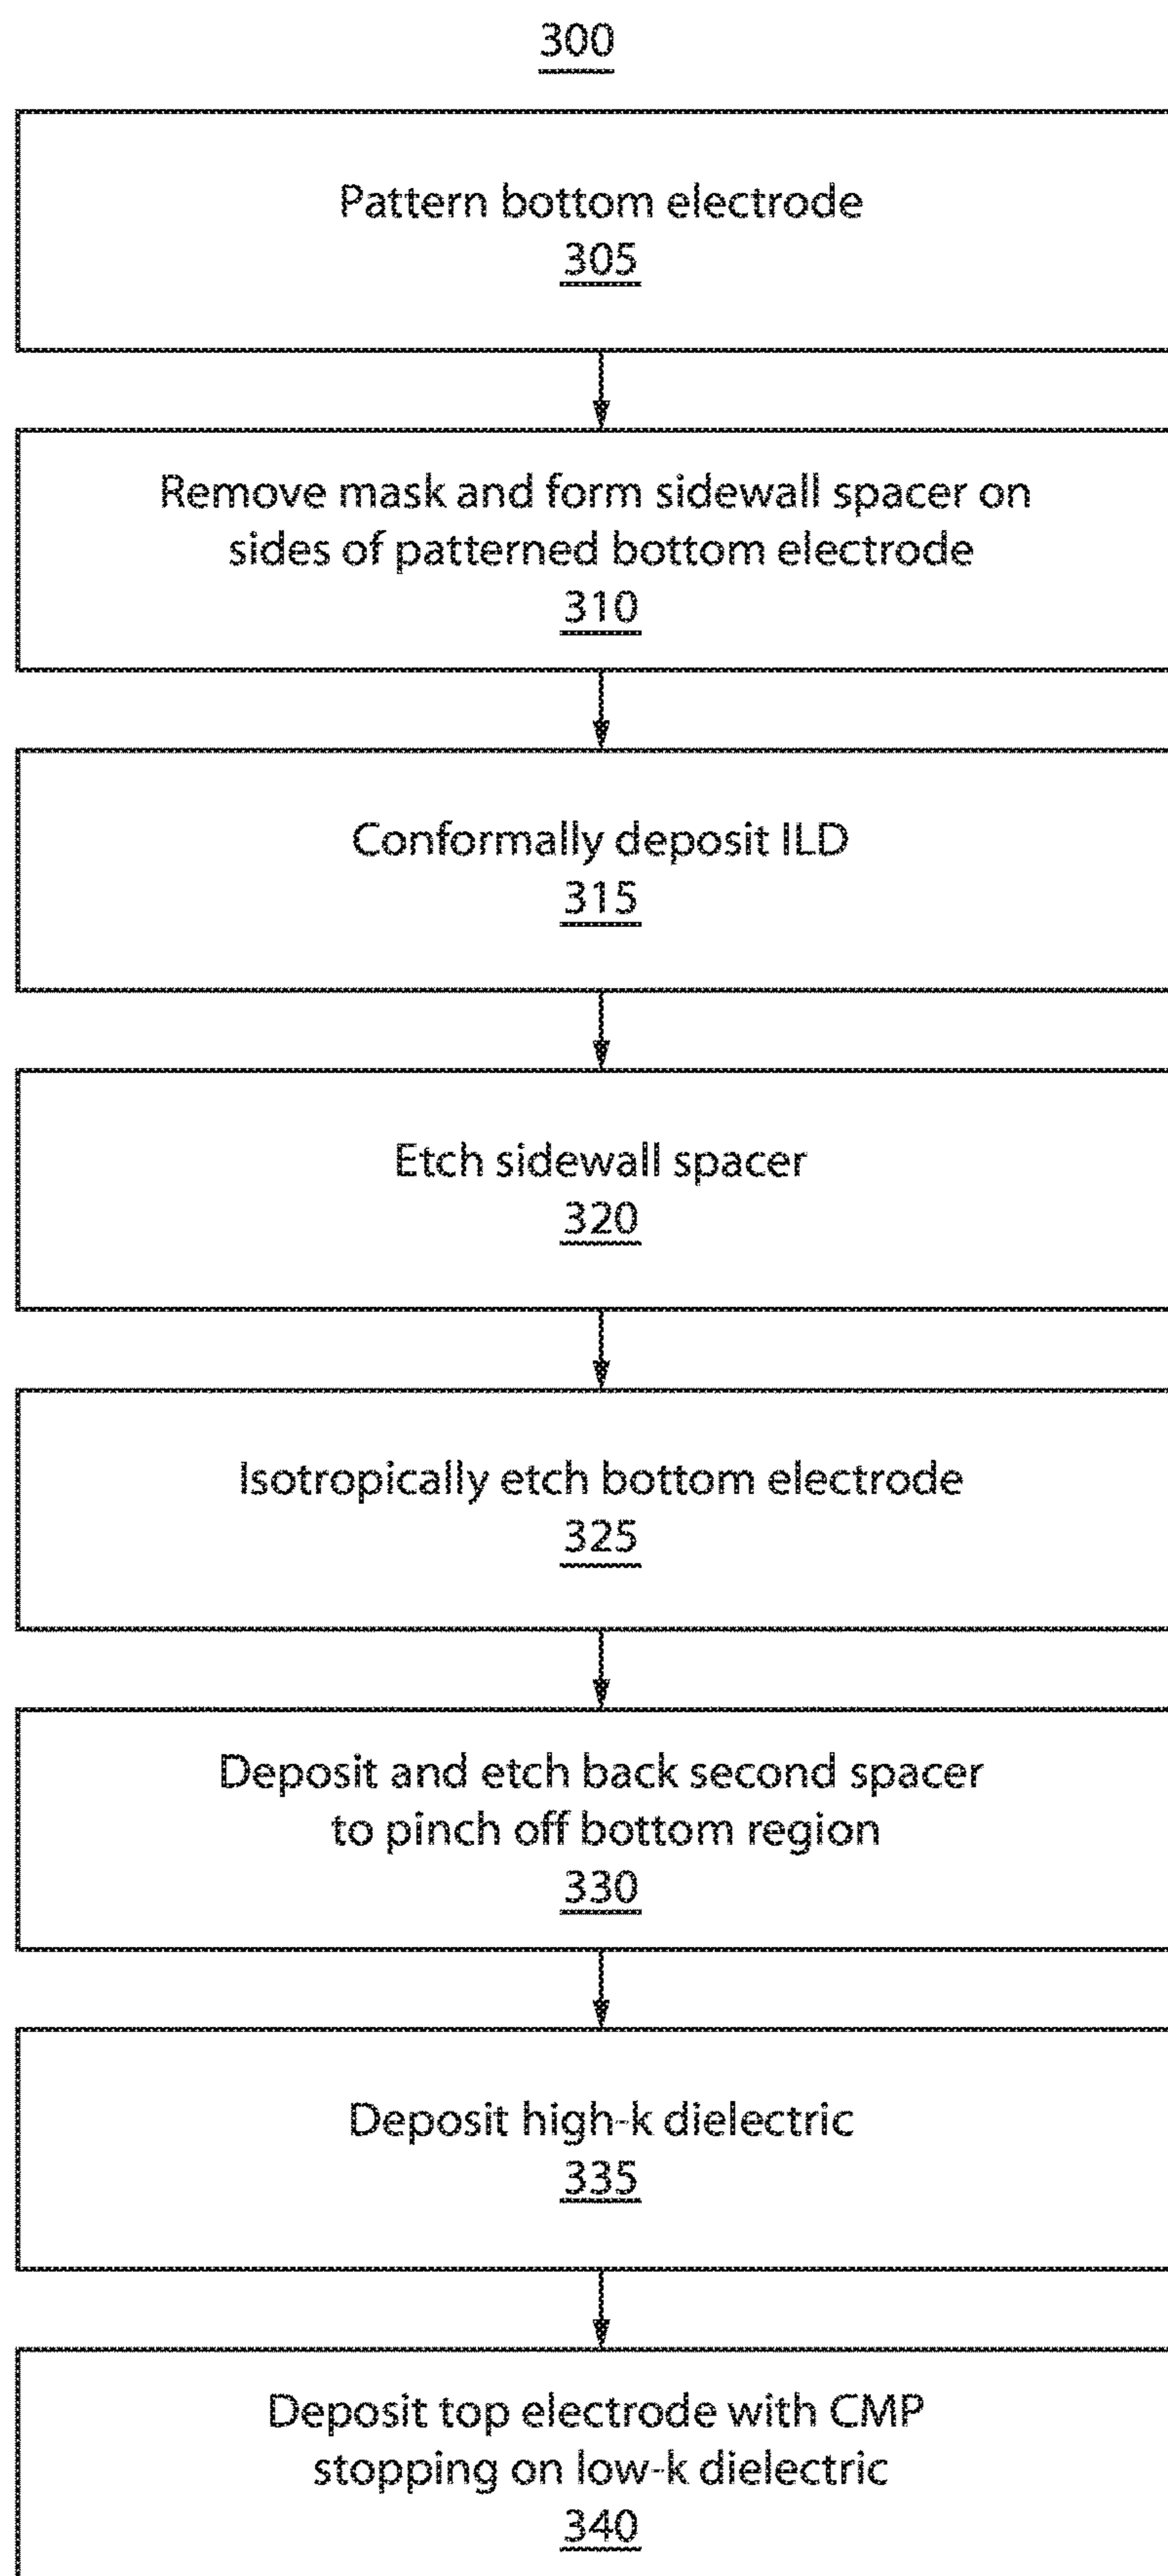 300
Pattern bottom electrode
305
Remove mask and form sidewall spacer on
sides of patterned bottom electrode
310
Conformally deposit ILD
315
Etch sidewall spacer
320
Isotropically etch bottom electrode
325
Deposit and etch back second spacer
to pinch off bottom region
330
Deposit high-k dielectric
335
Deposit top electrode with CMP
stopping on low-k dielectric
340